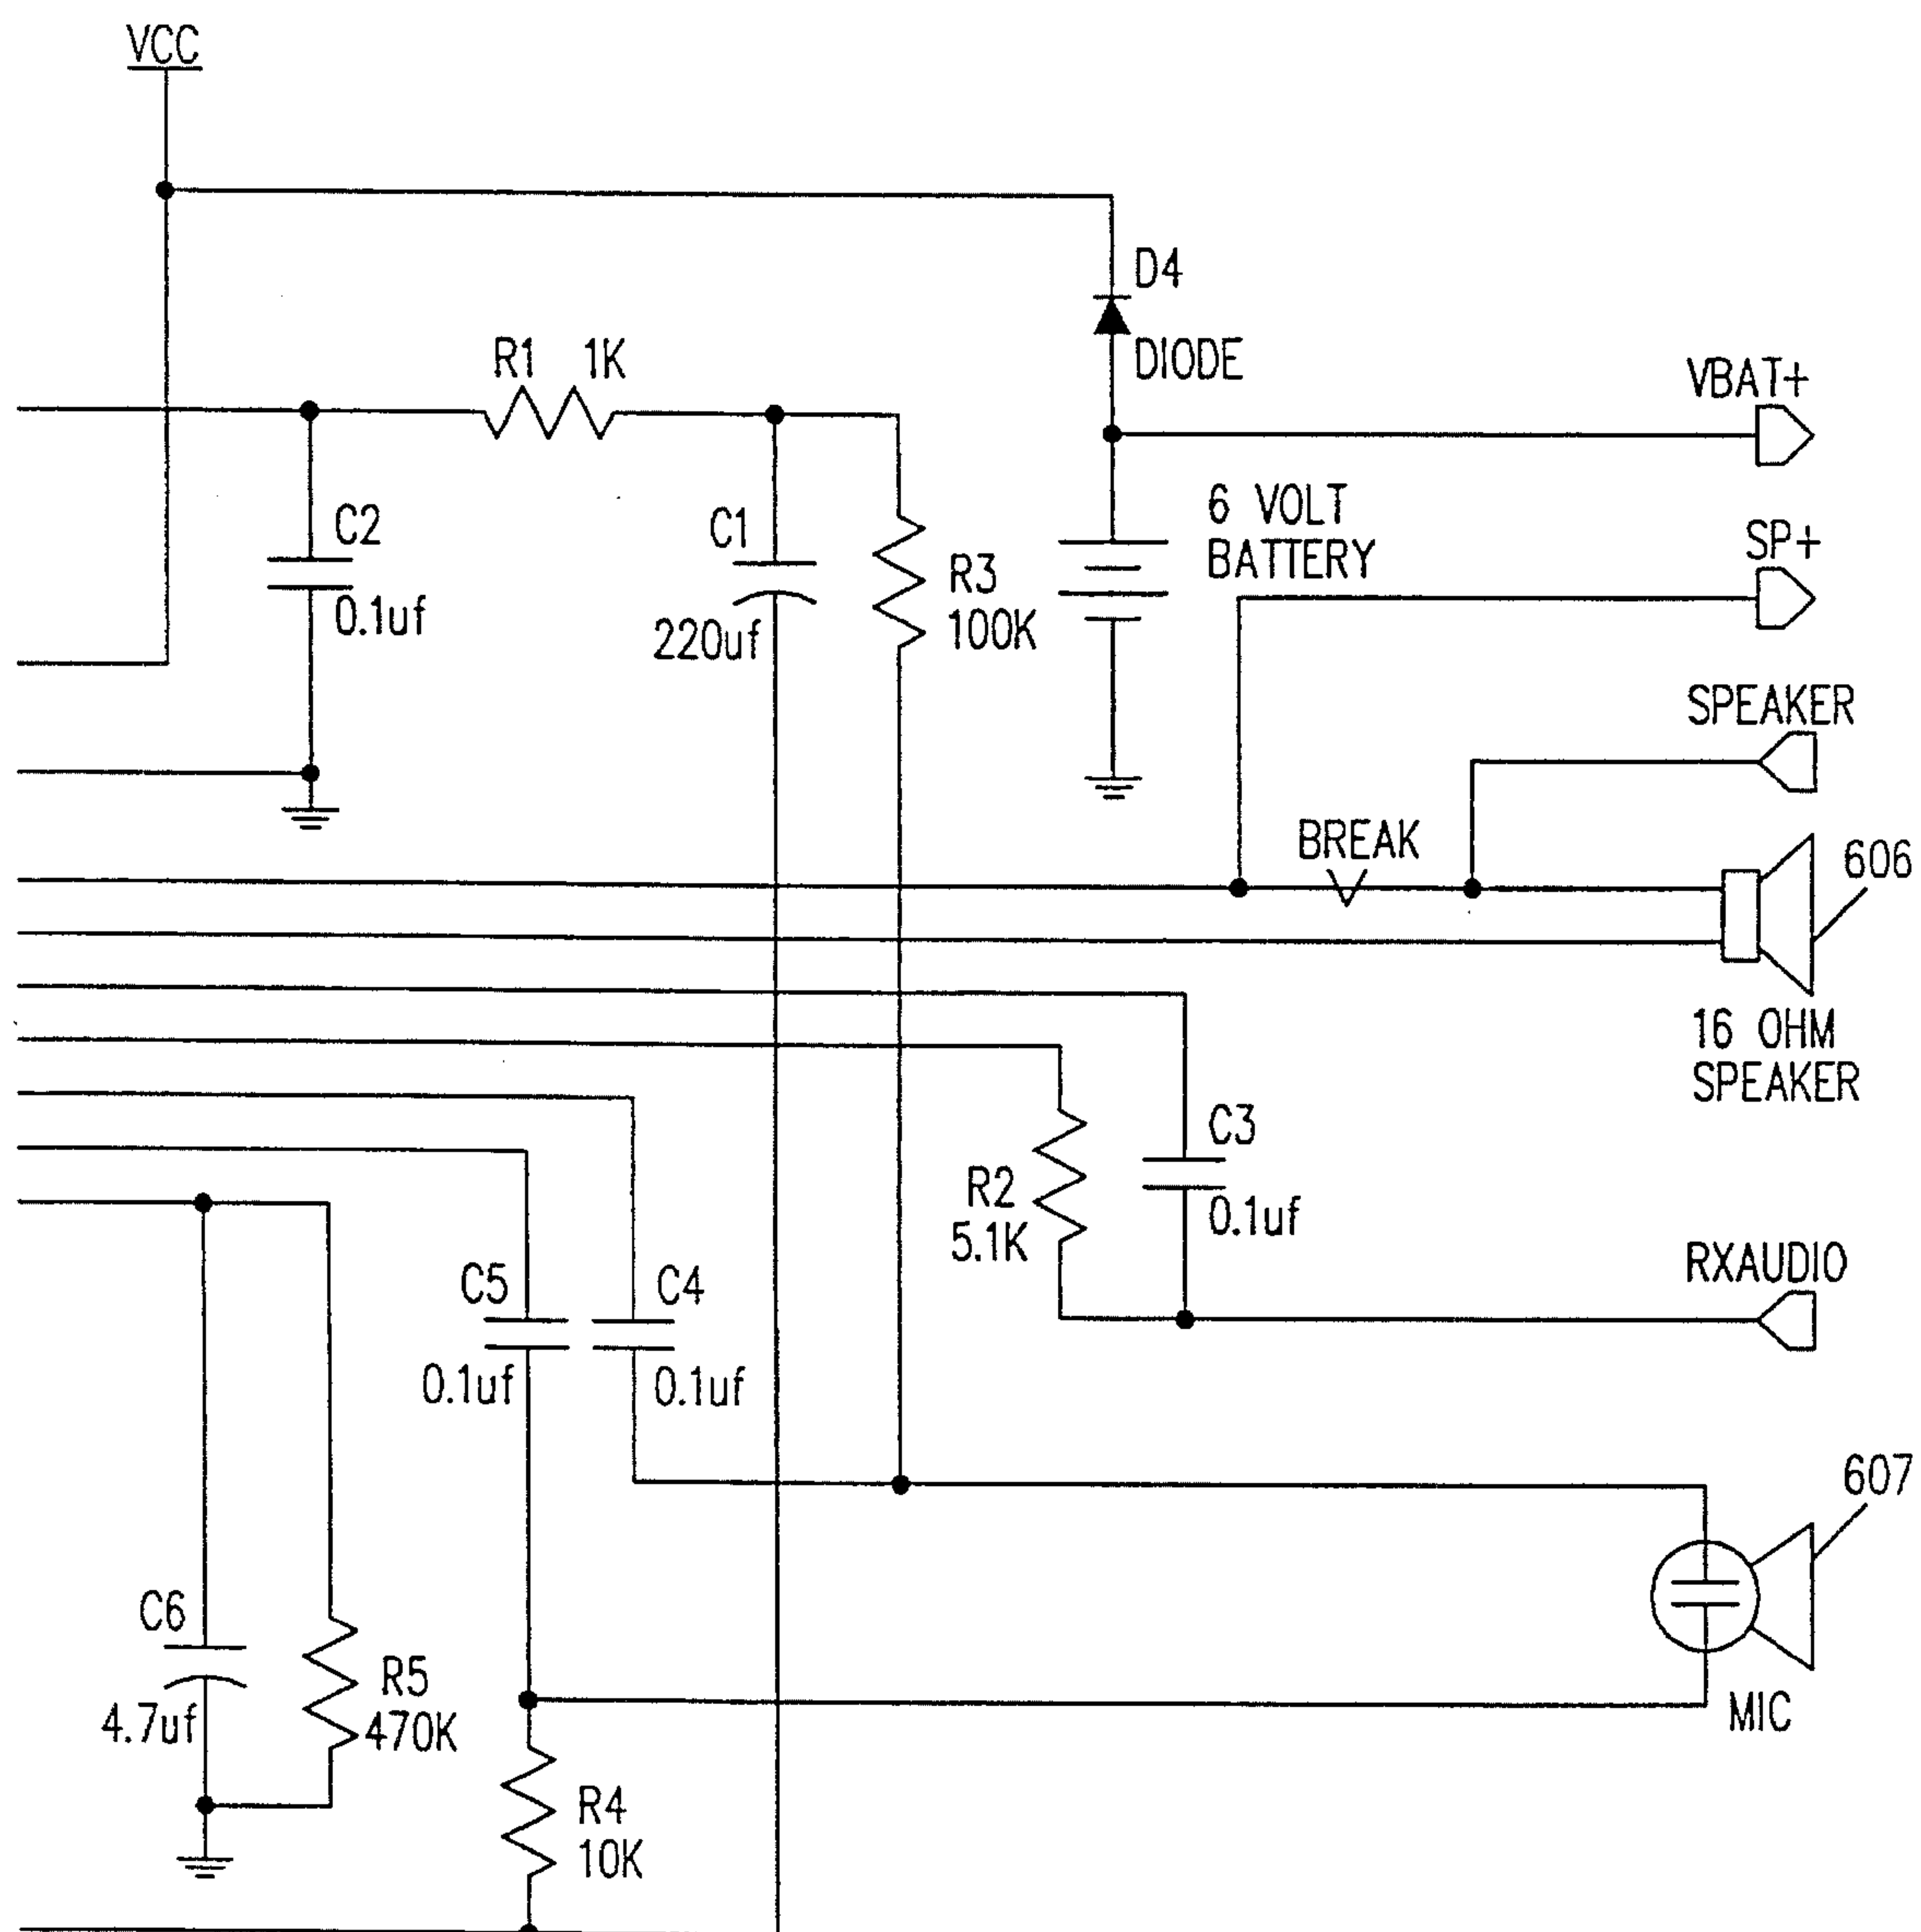 VCC
D4
DIODE
R1 1K
VBAT+
C2
0.1uf
C1
220uf
R3
100K
6 VOLT
BATTERY
SP+
SPEAKER
BREAK
606
16 OHM
SPEAKER
C3
0.1uf
R2
5.1K
RXAUDIO
C5
0.1uf
C4
0.1uf
607
C6
4.7uf
R5
470K
MIC
R4
10K